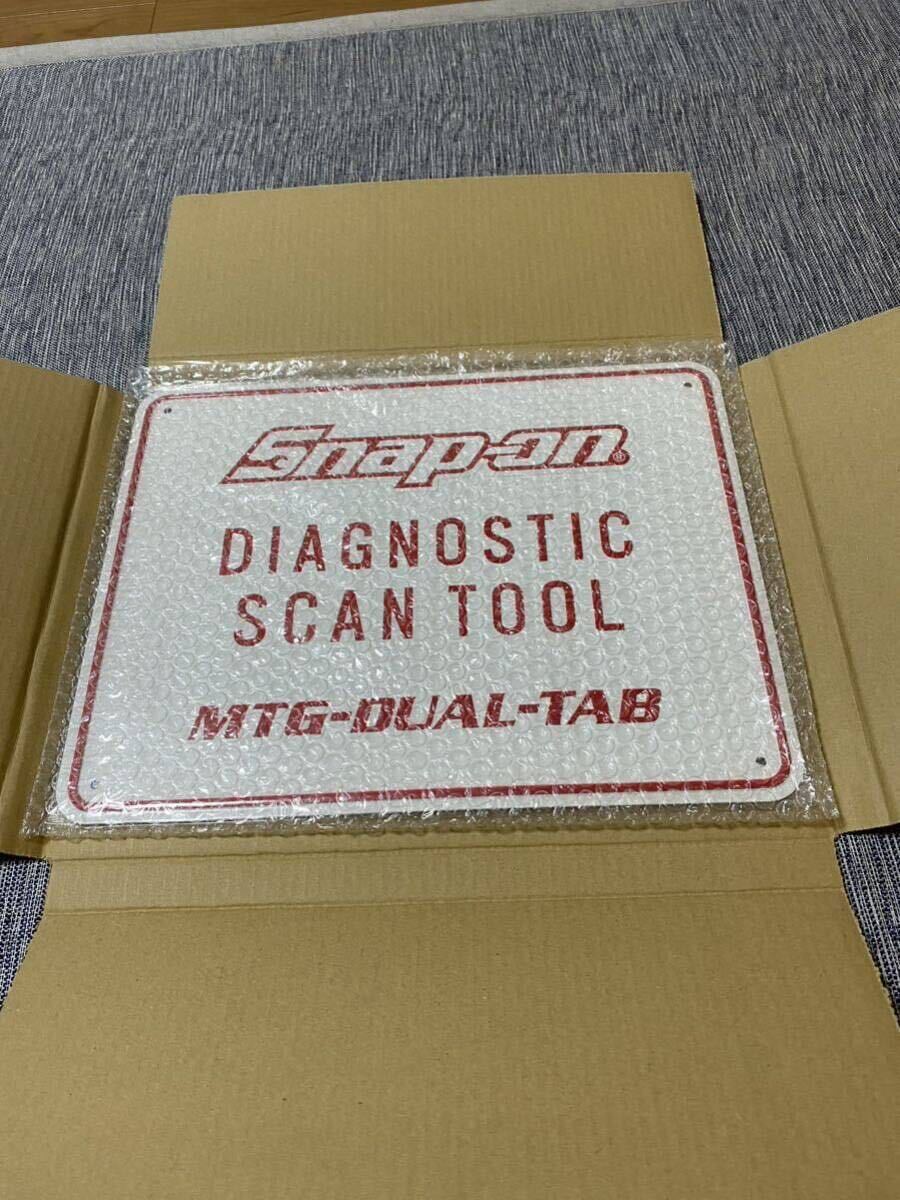 Snap-on®
DIAGNOSTIC
SCAN TOOL
MTG-DUAL-TAB